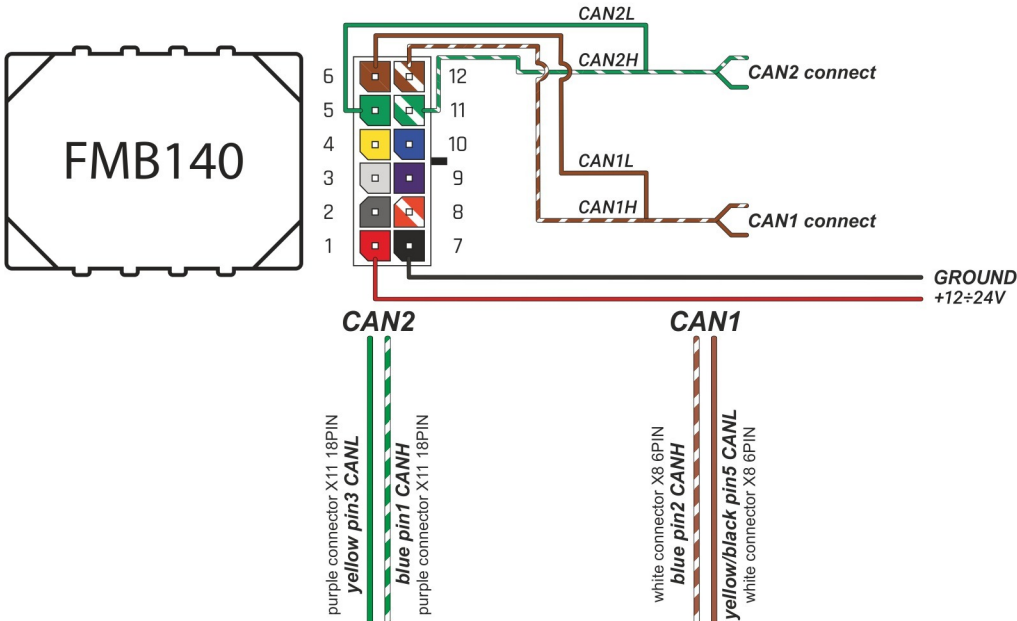 CAN2L
FMB140
6 12
5 11
4 10
3 9
2 8
1 7
CAN2H
CAN2 connect
CAN1L
CAN1H
CAN1 connect
GROUND
+12÷24V
CAN2
CAN1
purple connector X11 18PIN
yellow pin3 CANL
blue pin1 CANH
purple connector X11 18PIN
white connector X8 6PIN
blue pin2 CANH
yellow/black pin5 CANL
white connector X8 6PIN